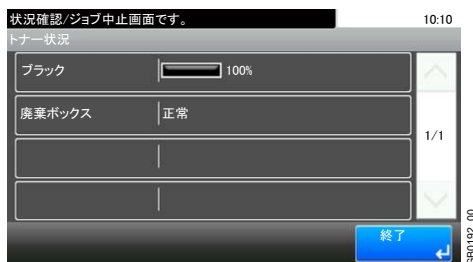 状況確認/ジョブ中止画面です。 10:10
トナー状況
ブラック 100%
廃棄ボックス 正常
1/1
終了
GB0192_00